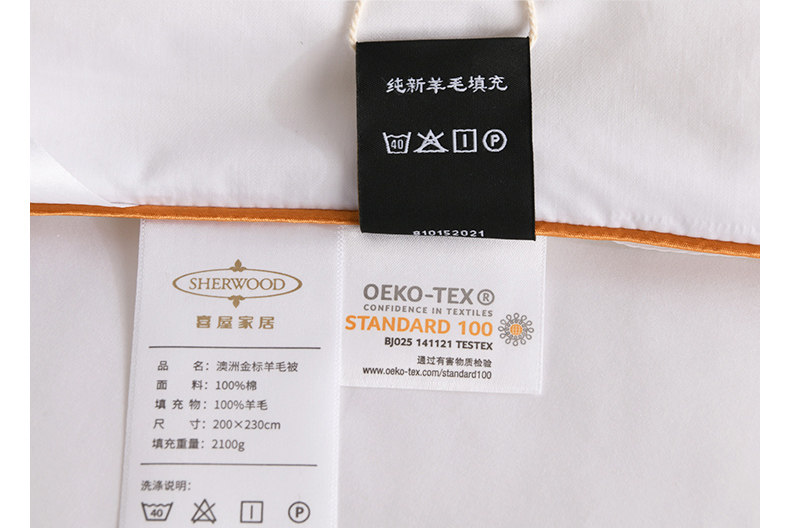 纯新羊毛填充
40 P
810152021
SHERWOOD
喜屋家居
品 名：澳洲金标羊毛被
面 料：100%棉
填 充 物：100%羊毛
尺 寸：200×230cm
填充重量：2100g
洗涤说明：
40 P
OEKO-TEX®
CONFIDENCE IN TEXTILES
STANDARD 100
BJ025 141121 TESTEX
通过有害物质检验
www.oeko-tex.com/standard100